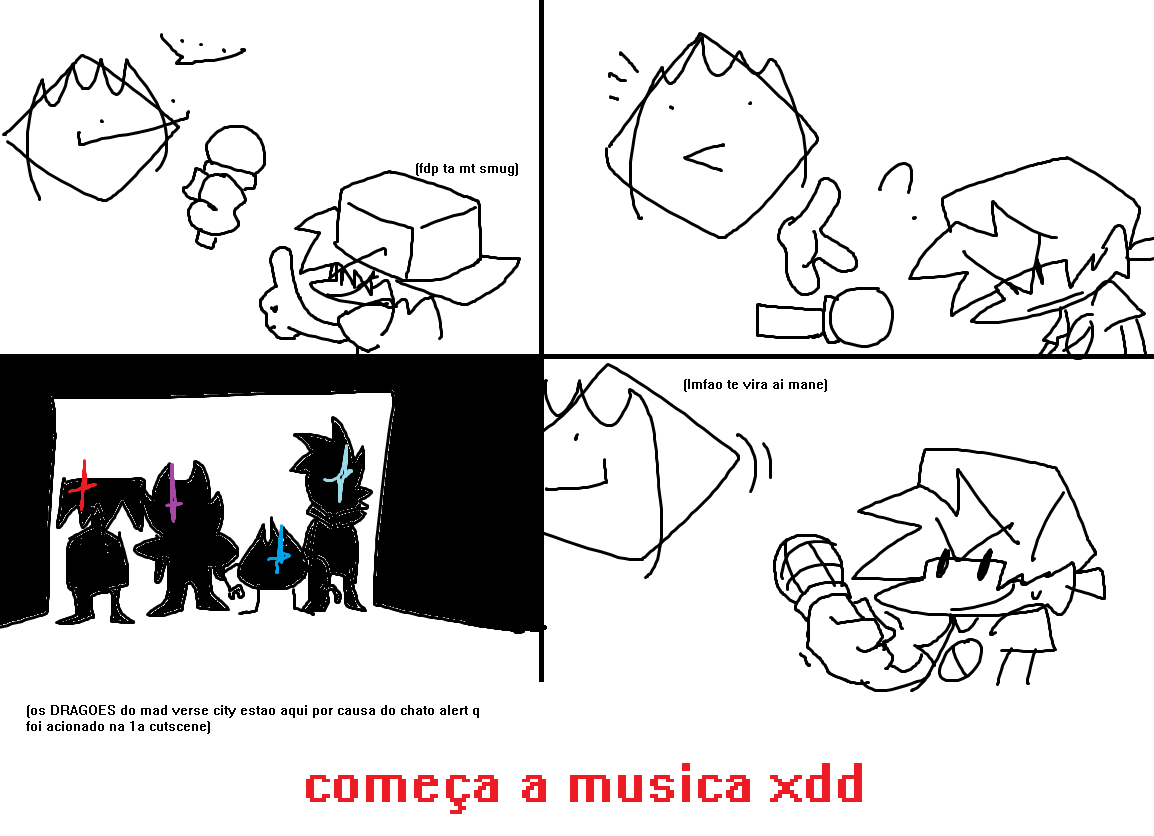 (fdp ta mt smug)
?
(lmfao te vira ai mane)
(os DRAGOES do mad verse city estao aqui por causa do chato alert q
foi acionado na 1a cutscene)
começa a musica xdd